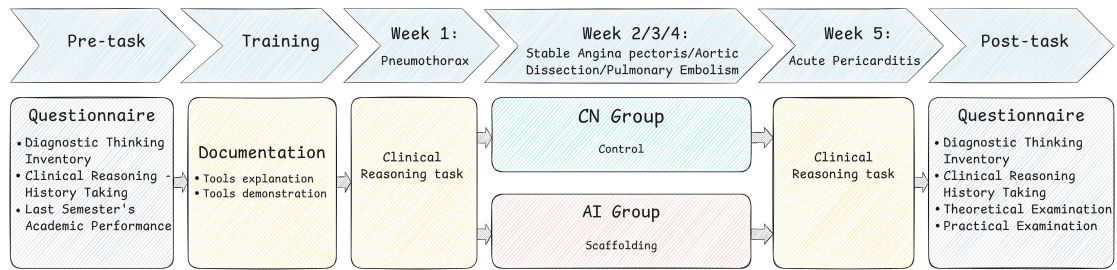 Pre-task
Training
Week 1:
Pneumothorax
Week 2/3/4:
Stable Angina pectoris/Aortic
Dissection/Pulmonary Embolism
Week 5:
Acute Pericarditis
Post-task
Questionnaire
• Diagnostic Thinking
Inventory
• Clinical Reasoning -
History Taking
• Last Semester's
Academic Performance
Documentation
• Tools explanation
• Tools demonstration
Clinical
Reasoning task
CN Group
Control
AI Group
Scaffolding
Clinical
Reasoning task
Questionnaire
• Diagnostic Thinking
Inventory
• Clinical Reasoning
History Taking
• Theoretical Examination
• Practical Examination